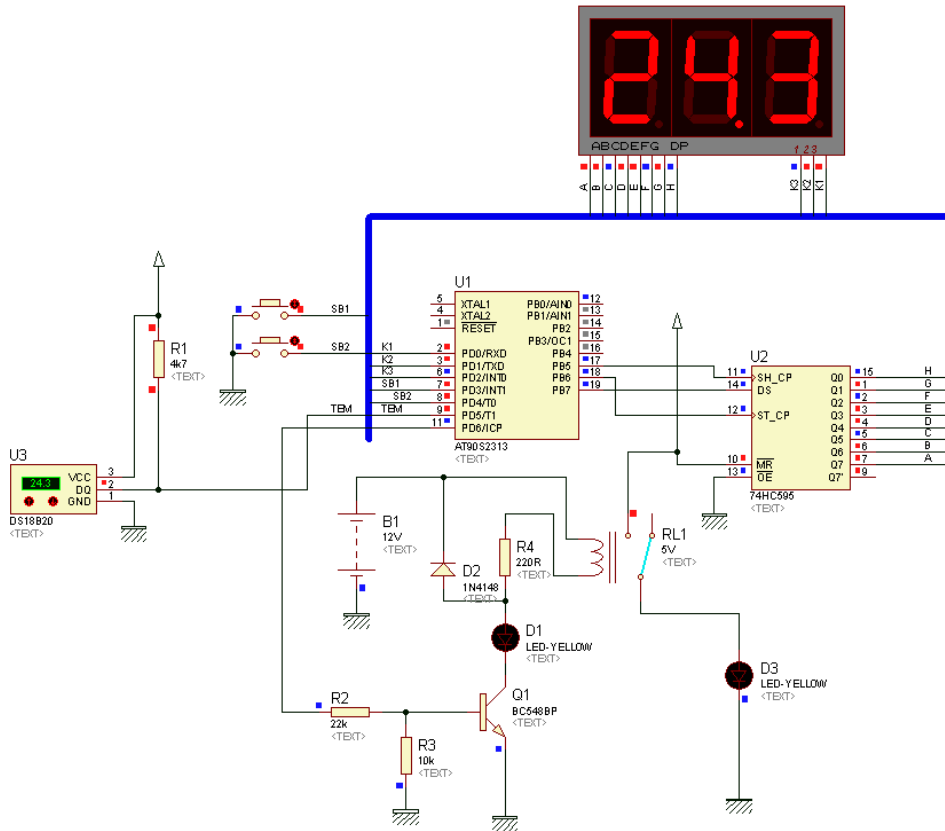 24.3
ABCDEFG DP
1 2 3
A
B
C
D
E
F
G
H
K3
K2
K1
U1
5 XTAL1 PB0/AIN0 12
4 XTAL2 PB1/AIN1 13
1 RESET PB2 14
PB3/OC1 15
2 PD0/RXD PB4 16
3 PD1/TXD PB5 17
6 PD2/INT0 PB6 18
7 PD3/INT1 PB7 19
8 PD4/T0
9 PD5/T1
11 PD6/ICP
AT90S2313
<TEXT>
SB1
SB2
K1
K2
K3
SB1
SB2
TEM
TEM
R1
4k7
<TEXT>
U2
11 SH_CP Q0 15 H
14 DS Q1 1 G
Q2 2 F
12 ST_CP Q3 3 E
Q4 4 D
Q5 5 C
Q6 6 B
10 MR Q7 7 A
13 OE Q7' 9
74HC595
<TEXT>
U3
24.3
VCC 3
DQ 2
GND 1
DS18B20
<TEXT>
B1
12V
<TEXT>
D2
1N4148
<TEXT>
R4
220R
<TEXT>
RL1
5V
<TEXT>
D1
LED-YELLOW
<TEXT>
D3
LED-YELLOW
<TEXT>
Q1
BC548BP
<TEXT>
R2
22k
<TEXT>
R3
10k
<TEXT>